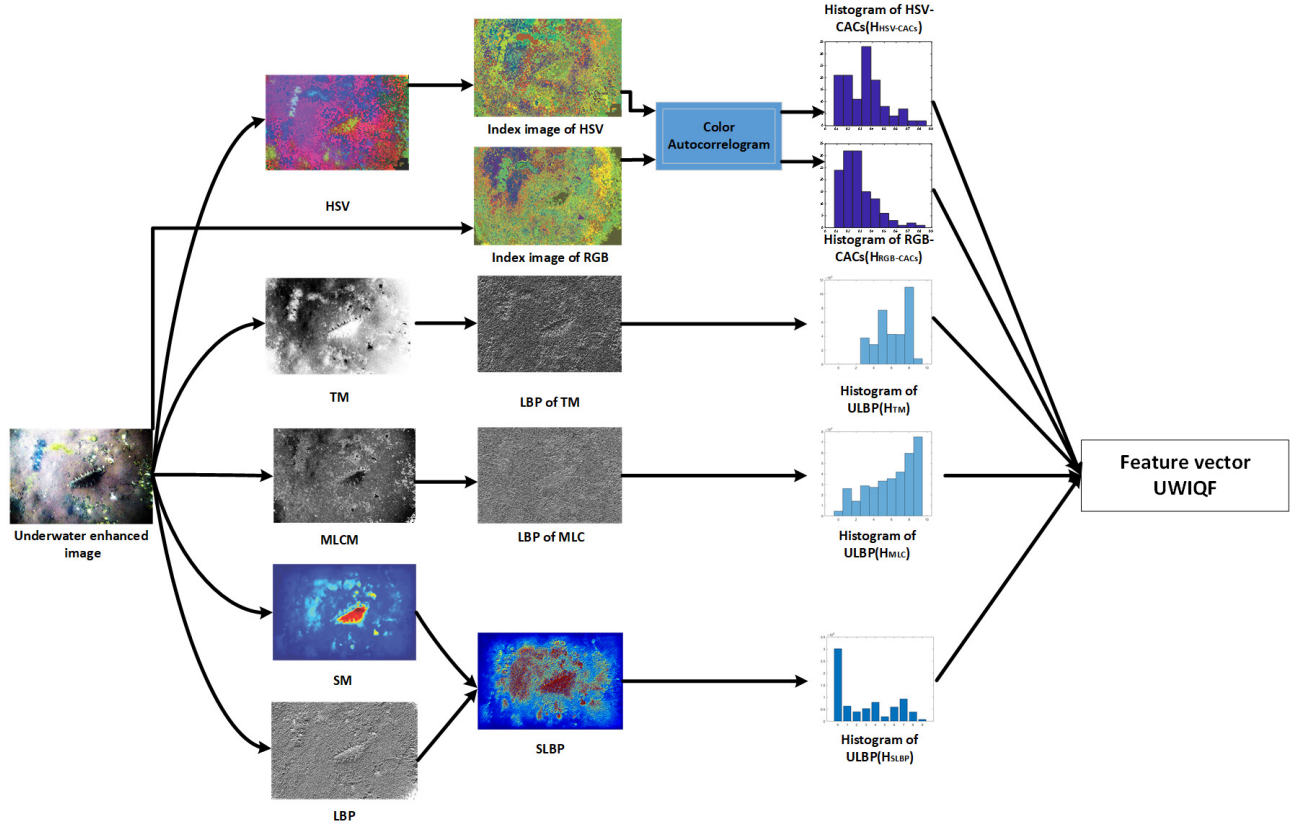 Histogram of HSV-
CACs(HHSV-CACs)
Index image of HSV
Color
Autocorrelogram
HSV
Index image of RGB
Histogram of RGB-
CACs(HRGB-CACs)
TM
LBP of TM
Histogram of
ULBP(HTM)
Underwater enhanced
image
MLCM
LBP of MLC
Histogram of
ULBP(HMLC)
Feature vector
UWIQF
SM
SLBP
Histogram of
ULBP(HSLBP)
LBP